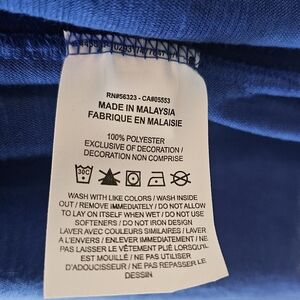 RN#56323 - CA#05553
MADE IN MALAYSIA
FABRIQUE EN MALAISIE
100% POLYESTER
EXCLUSIVE OF DECORATION /
DECORATION NON COMPRISE
30C
WASH WITH LIKE COLORS / WASH INSIDE
OUT / REMOVE IMMEDIATELY / DO NOT ALLOW
TO LAY ON ITSELF WHEN WET / DO NOT USE
SOFTENERS / DO NOT IRON DESIGN
LAVER AVEC COULEURS SIMILAIRES / LAVER
A L'ENVERS / ENLEVER IMMEDIATEMENT / NE
PAS LAISSER LE VÊTEMENT PLIÉ LORSQU'IL
EST MOUILLÉ / NE PAS UTILISER
D'ADOUCISSEUR / NE PAS REPASSER LE
DESSIN